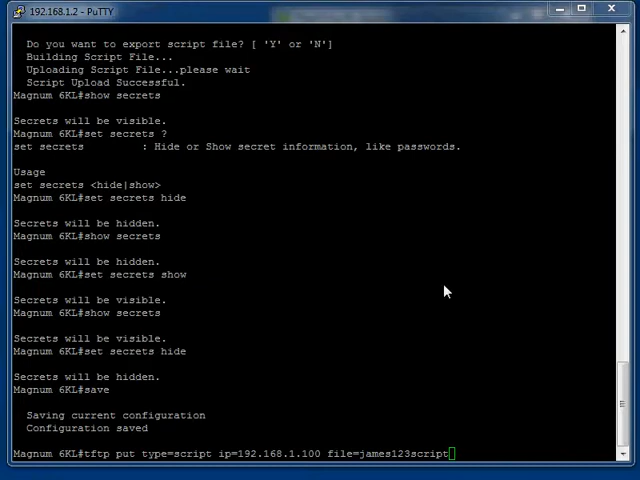 192.168.1.2 - PuTTY
Do you want to export script file? [ 'Y' or 'N']
Building Script File...
Uploading Script File...please wait
Script Upload Successful.
Magnum 6KL#show secrets
Secrets will be visible.
Magnum 6KL#set secrets ?
set secrets : Hide or Show secret information, like passwords.
Usage
set secrets <hide|show>
Magnum 6KL#set secrets hide
Secrets will be hidden.
Magnum 6KL#show secrets
Secrets will be hidden.
Magnum 6KL#set secrets show
Secrets will be visible.
Magnum 6KL#show secrets
Secrets will be visible.
Magnum 6KL#set secrets hide
Secrets will be hidden.
Magnum 6KL#save
Saving current configuration
Configuration saved
Magnum 6KL#tftp put type=script ip=192.168.1.100 file=james123script